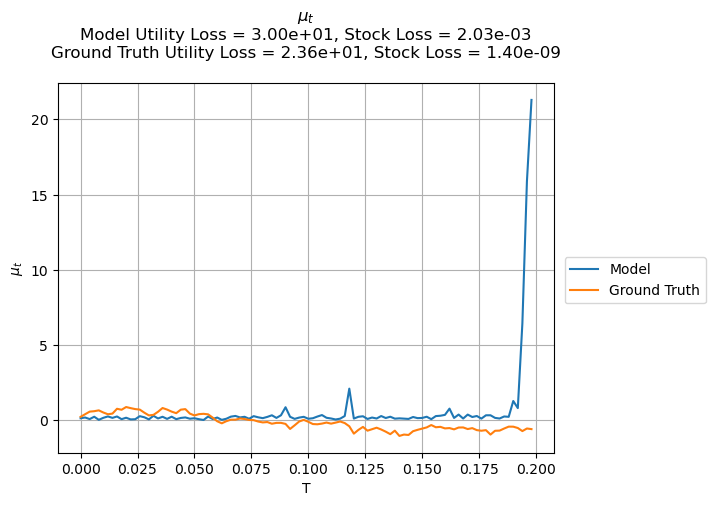 μt
Model Utility Loss = 3.00e+01, Stock Loss = 2.03e-03
Ground Truth Utility Loss = 2.36e+01, Stock Loss = 1.40e-09
20
15
10
5
0
μt
0.000 0.025 0.050 0.075 0.100 0.125 0.150 0.175 0.200
T
Model
Ground Truth